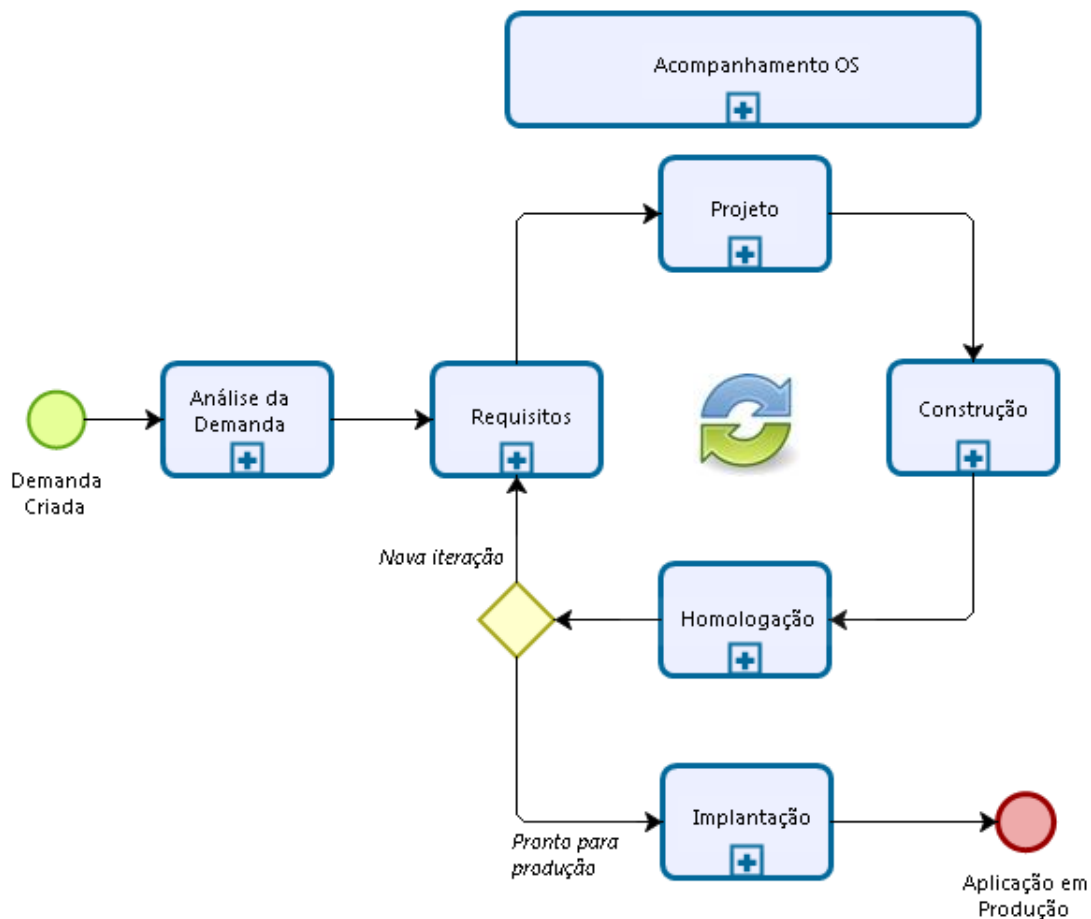 Acompanhamento OS
Projeto
Análise da
Demanda
Requisitos
Construção
Demanda
Criada
Nova iteração
Homologação
Implantação
Pronto para
produção
Aplicação em
Produção